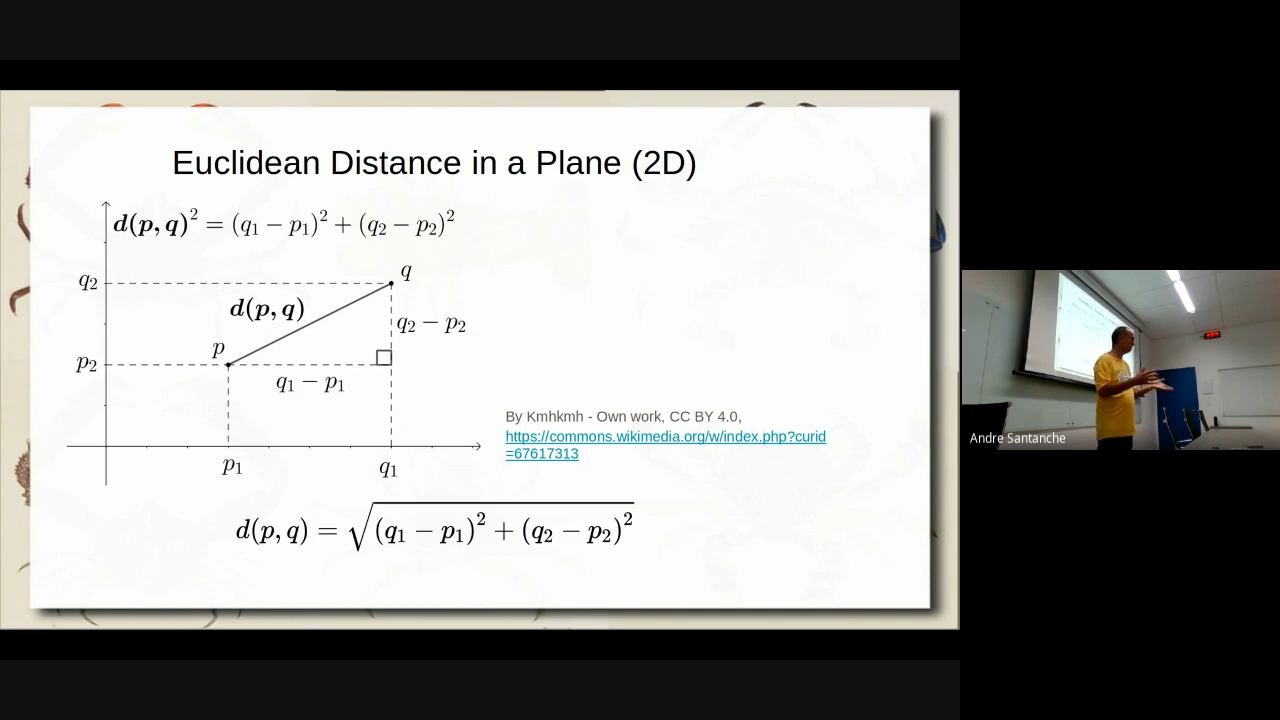 Euclidean Distance in a Plane (2D)
d(p, q)² = (q₁ − p₁)² + (q₂ − p₂)²
q₂
q
d(p, q)
q₂ − p₂
p
p₂
q₁ − p₁
p₁
q₁
By Kmhkmh - Own work, CC BY 4.0,
https://commons.wikimedia.org/w/index.php?curid
=67617313
d(p, q) = √(q₁ − p₁)² + (q₂ − p₂)²
Andre Santanche